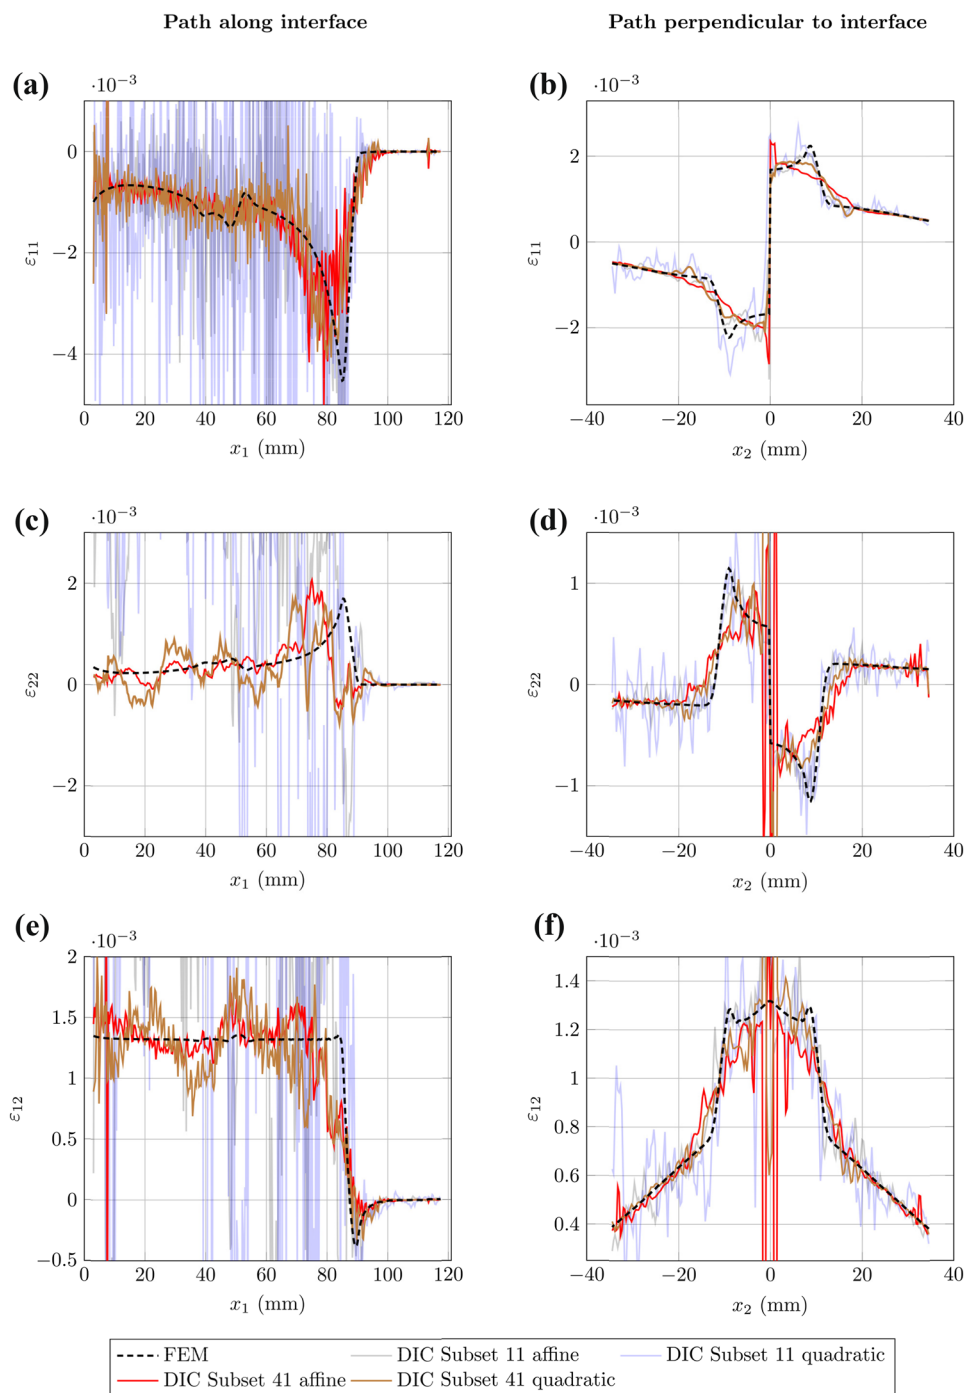 Path along interface
Path perpendicular to interface
(a)
·10⁻³
0
−2
−4
ε₁₁
0 20 40 60 80 100 120
x₁ (mm)
(b)
·10⁻³
2
0
−2
ε₁₁
−40 −20 0 20 40
x₂ (mm)
(c)
·10⁻³
2
0
−2
ε₂₂
0 20 40 60 80 100 120
x₁ (mm)
(d)
·10⁻³
1
0
−1
ε₂₂
−40 −20 0 20 40
x₂ (mm)
(e)
·10⁻³
2
1.5
1
0.5
0
−0.5
ε₁₂
0 20 40 60 80 100 120
x₁ (mm)
(f)
·10⁻³
1.4
1.2
1
0.8
0.6
0.4
ε₁₂
−40 −20 0 20 40
x₂ (mm)
FEM
DIC Subset 11 affine
DIC Subset 11 quadratic
DIC Subset 41 affine
DIC Subset 41 quadratic